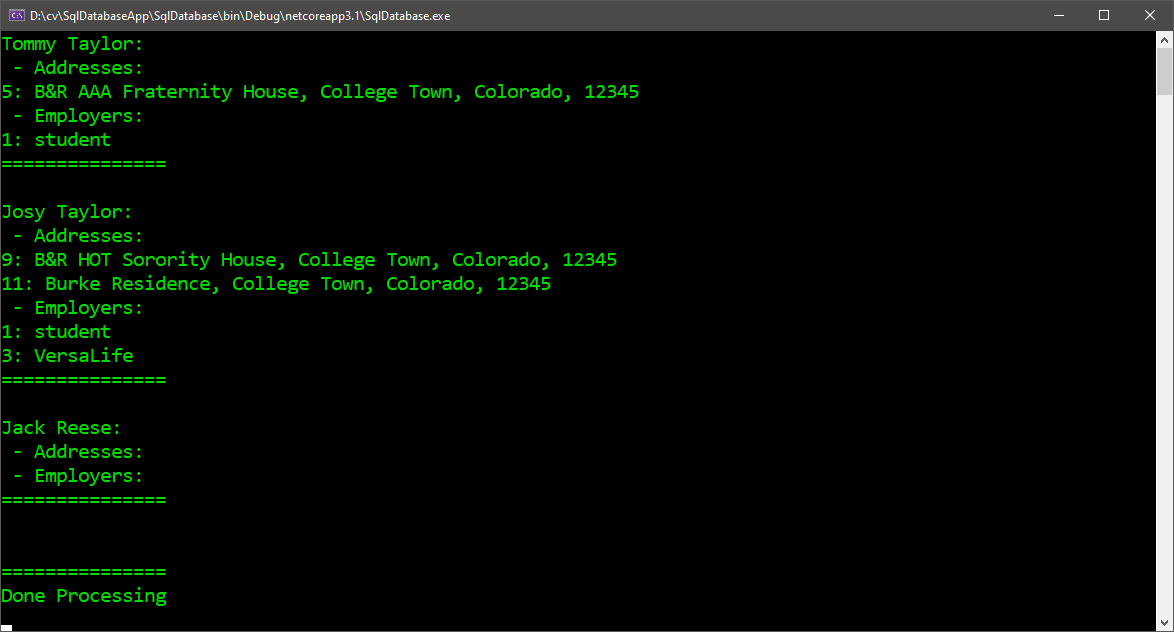 D:\cv\SqlDatabaseApp\SqlDatabase\bin\Debug\netcoreapp3.1\SqlDatabase.exe
Tommy Taylor:
 - Addresses:
5: B&R AAA Fraternity House, College Town, Colorado, 12345
 - Employers:
1: student
===============

Josy Taylor:
 - Addresses:
9: B&R HOT Sorority House, College Town, Colorado, 12345
11: Burke Residence, College Town, Colorado, 12345
 - Employers:
1: student
3: VersaLife
===============

Jack Reese:
 - Addresses:
 - Employers:
===============


===============
Done Processing